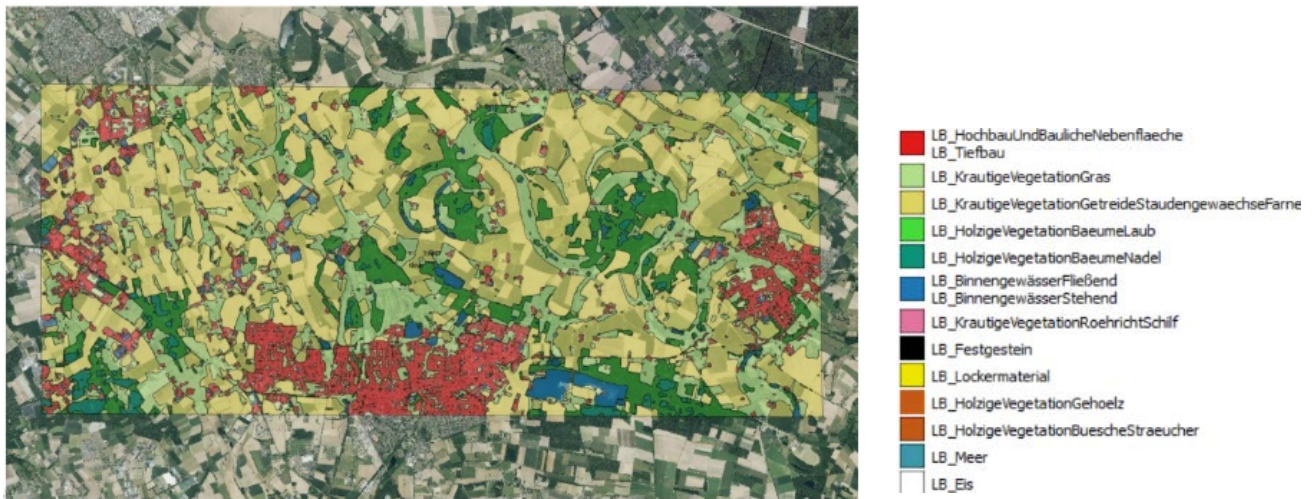 LB_HochbauUndBaulicheNebenflaeche
LB_Tiefbau
LB_KrautigeVegetationGras
LB_KrautigeVegetationGetreideStaudengewaechseFarne
LB_HolzigeVegetationBaeumeLaub
LB_HolzigeVegetationBaeumeNadel
LB_BinnengewässerFließend
LB_BinnengewässerStehend
LB_KrautigeVegetationRoehrichtSchilf
LB_Festgestein
LB_Lockermaterial
LB_HolzigeVegetationGehoelz
LB_HolzigeVegetationBuescheStraeucher
LB_Meer
LB_Eis